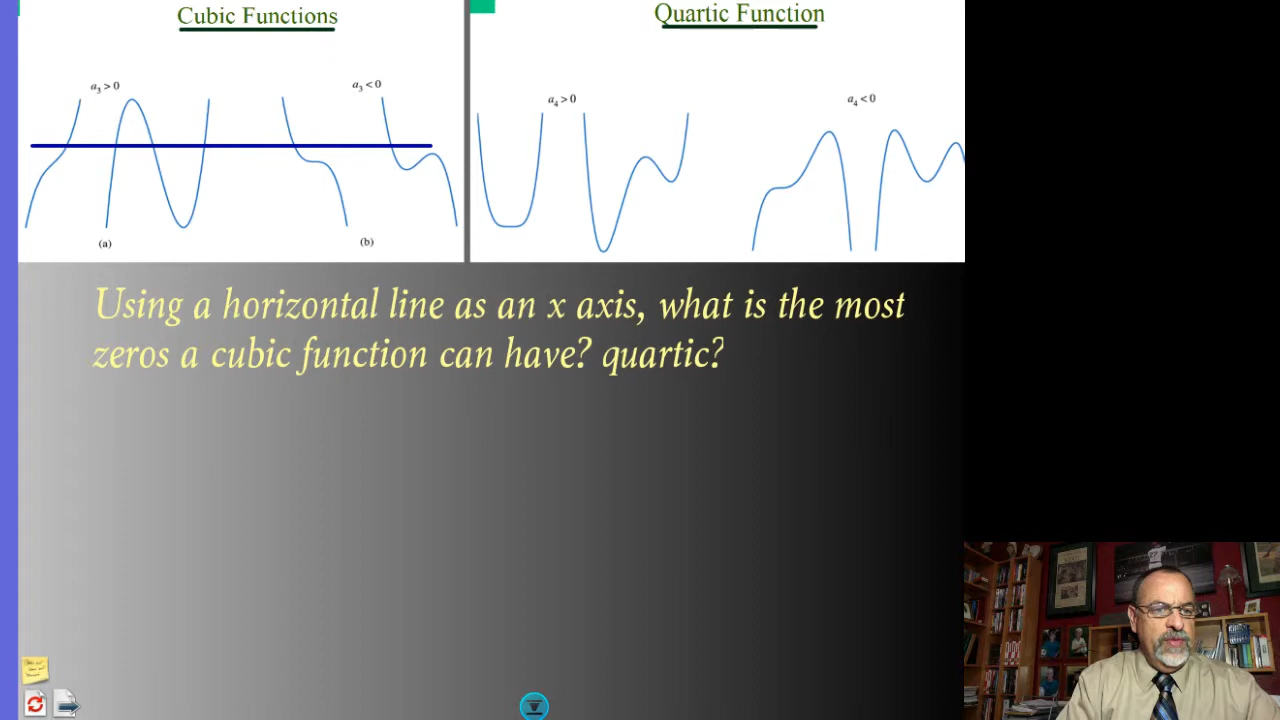 Cubic Functions
Quartic Function
a₃ > 0
a₃ < 0
a₄ > 0
a₄ < 0
(a)
(b)
Using a horizontal line as an x axis, what is the most
zeros a cubic function can have? quartic?